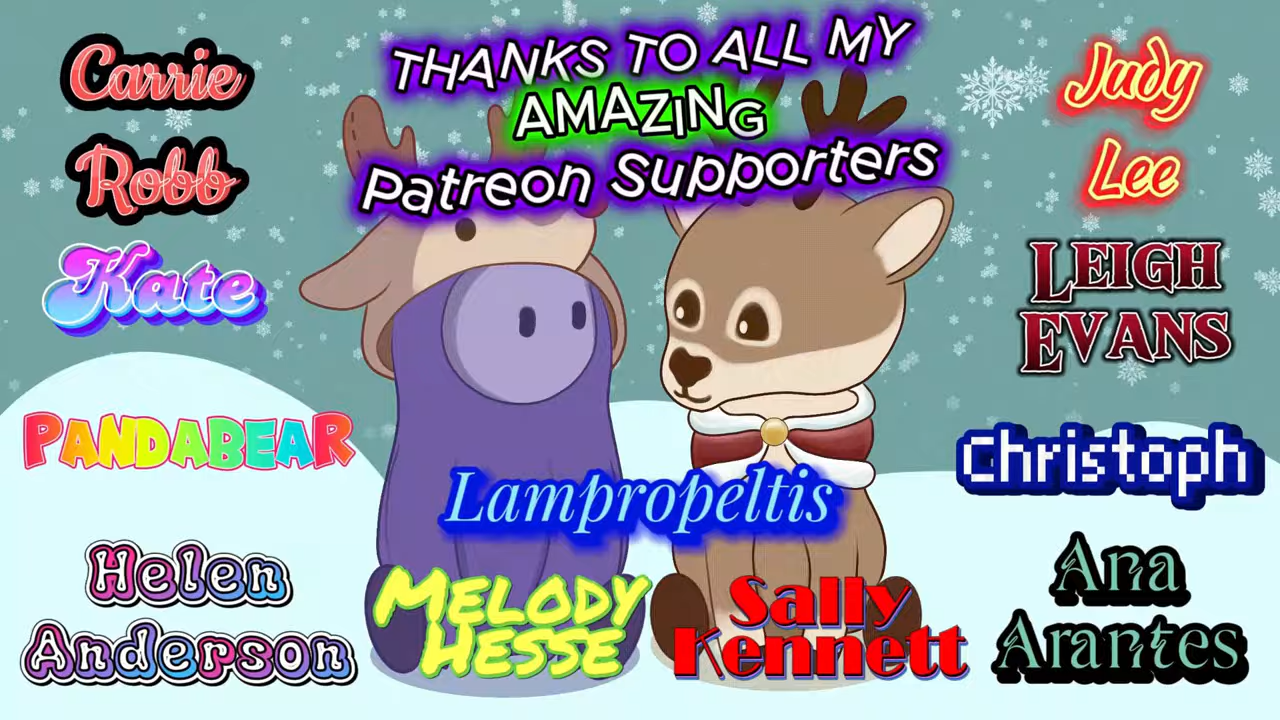 THANKS TO ALL MY
AMAZING
Patreon Supporters
Carrie
Robb
Kate
PANDABEAR
Helen
Anderson
Lampropeltis
MELODY
HESSE
Sally
Kennett
Judy
Lee
LEIGH
EVANS
Christoph
Ana
Arantes